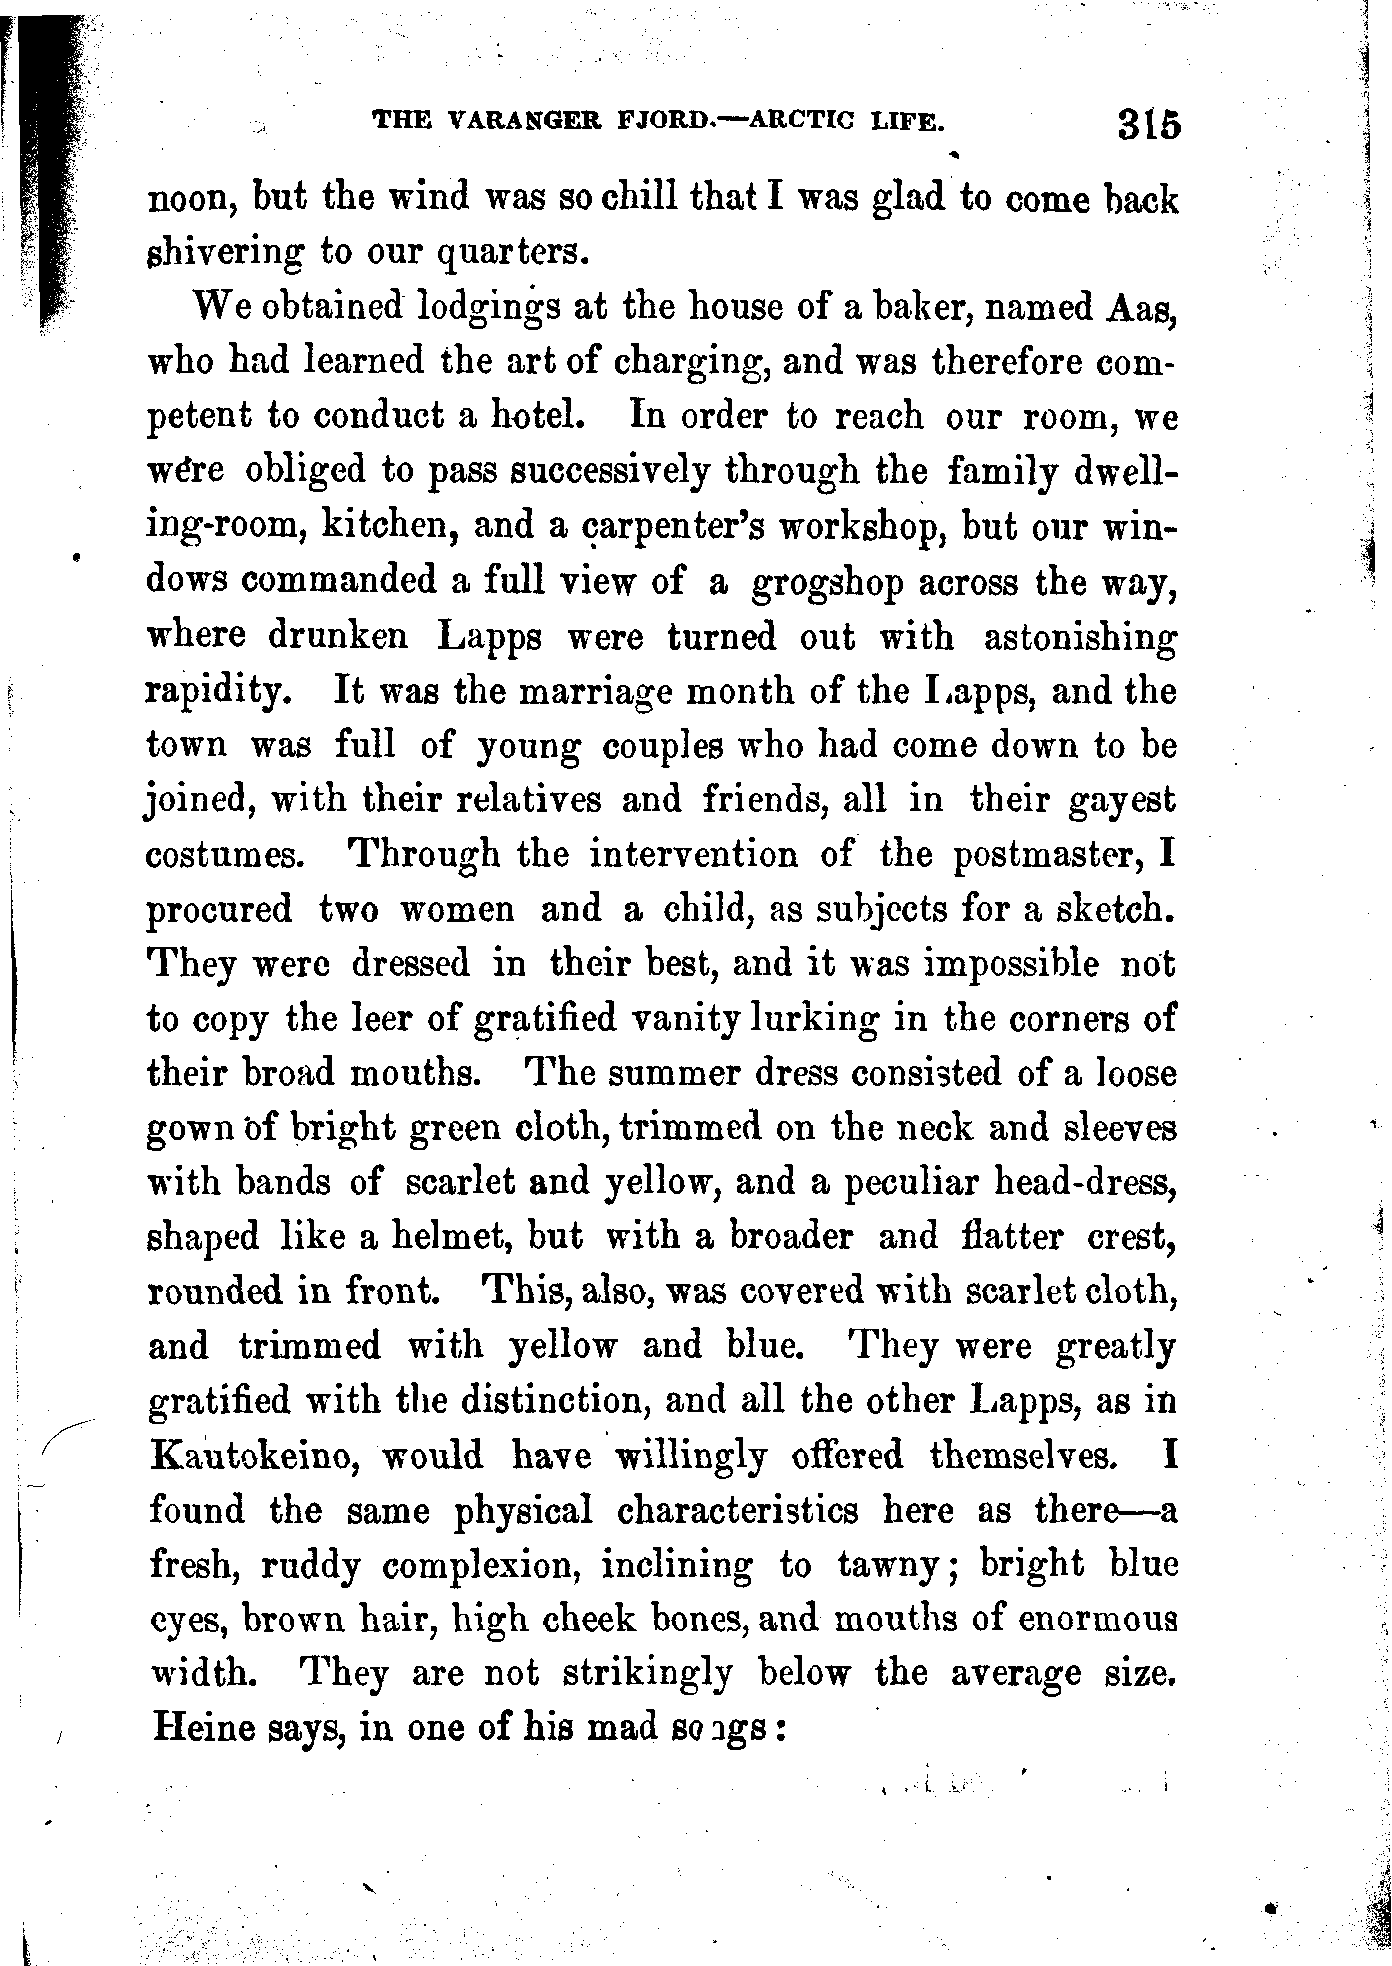 THE VARANGER FJORD.—ARCTIC LIFE. 315
noon, but the wind was so chill that I was glad to come back
shivering to our quarters.
We obtained lodgings at the house of a baker, named Aas,
who had learned the art of charging, and was therefore com-
petent to conduct a hotel. In order to reach our room, we
were obliged to pass successively through the family dwell-
ing-room, kitchen, and a carpenter's workshop, but our win-
dows commanded a full view of a grogshop across the way,
where drunken Lapps were turned out with astonishing
rapidity. It was the marriage month of the Lapps, and the
town was full of young couples who had come down to be
joined, with their relatives and friends, all in their gayest
costumes. Through the intervention of the postmaster, I
procured two women and a child, as subjects for a sketch.
They were dressed in their best, and it was impossible not
to copy the leer of gratified vanity lurking in the corners of
their broad mouths. The summer dress consisted of a loose
gown of bright green cloth, trimmed on the neck and sleeves
with bands of scarlet and yellow, and a peculiar head-dress,
shaped like a helmet, but with a broader and flatter crest,
rounded in front. This, also, was covered with scarlet cloth,
and trimmed with yellow and blue. They were greatly
gratified with the distinction, and all the other Lapps, as in
Kautokeino, would have willingly offered themselves. I
found the same physical characteristics here as there—a
fresh, ruddy complexion, inclining to tawny; bright blue
eyes, brown hair, high cheek bones, and mouths of enormous
width. They are not strikingly below the average size.
Heine says, in one of his mad songs: